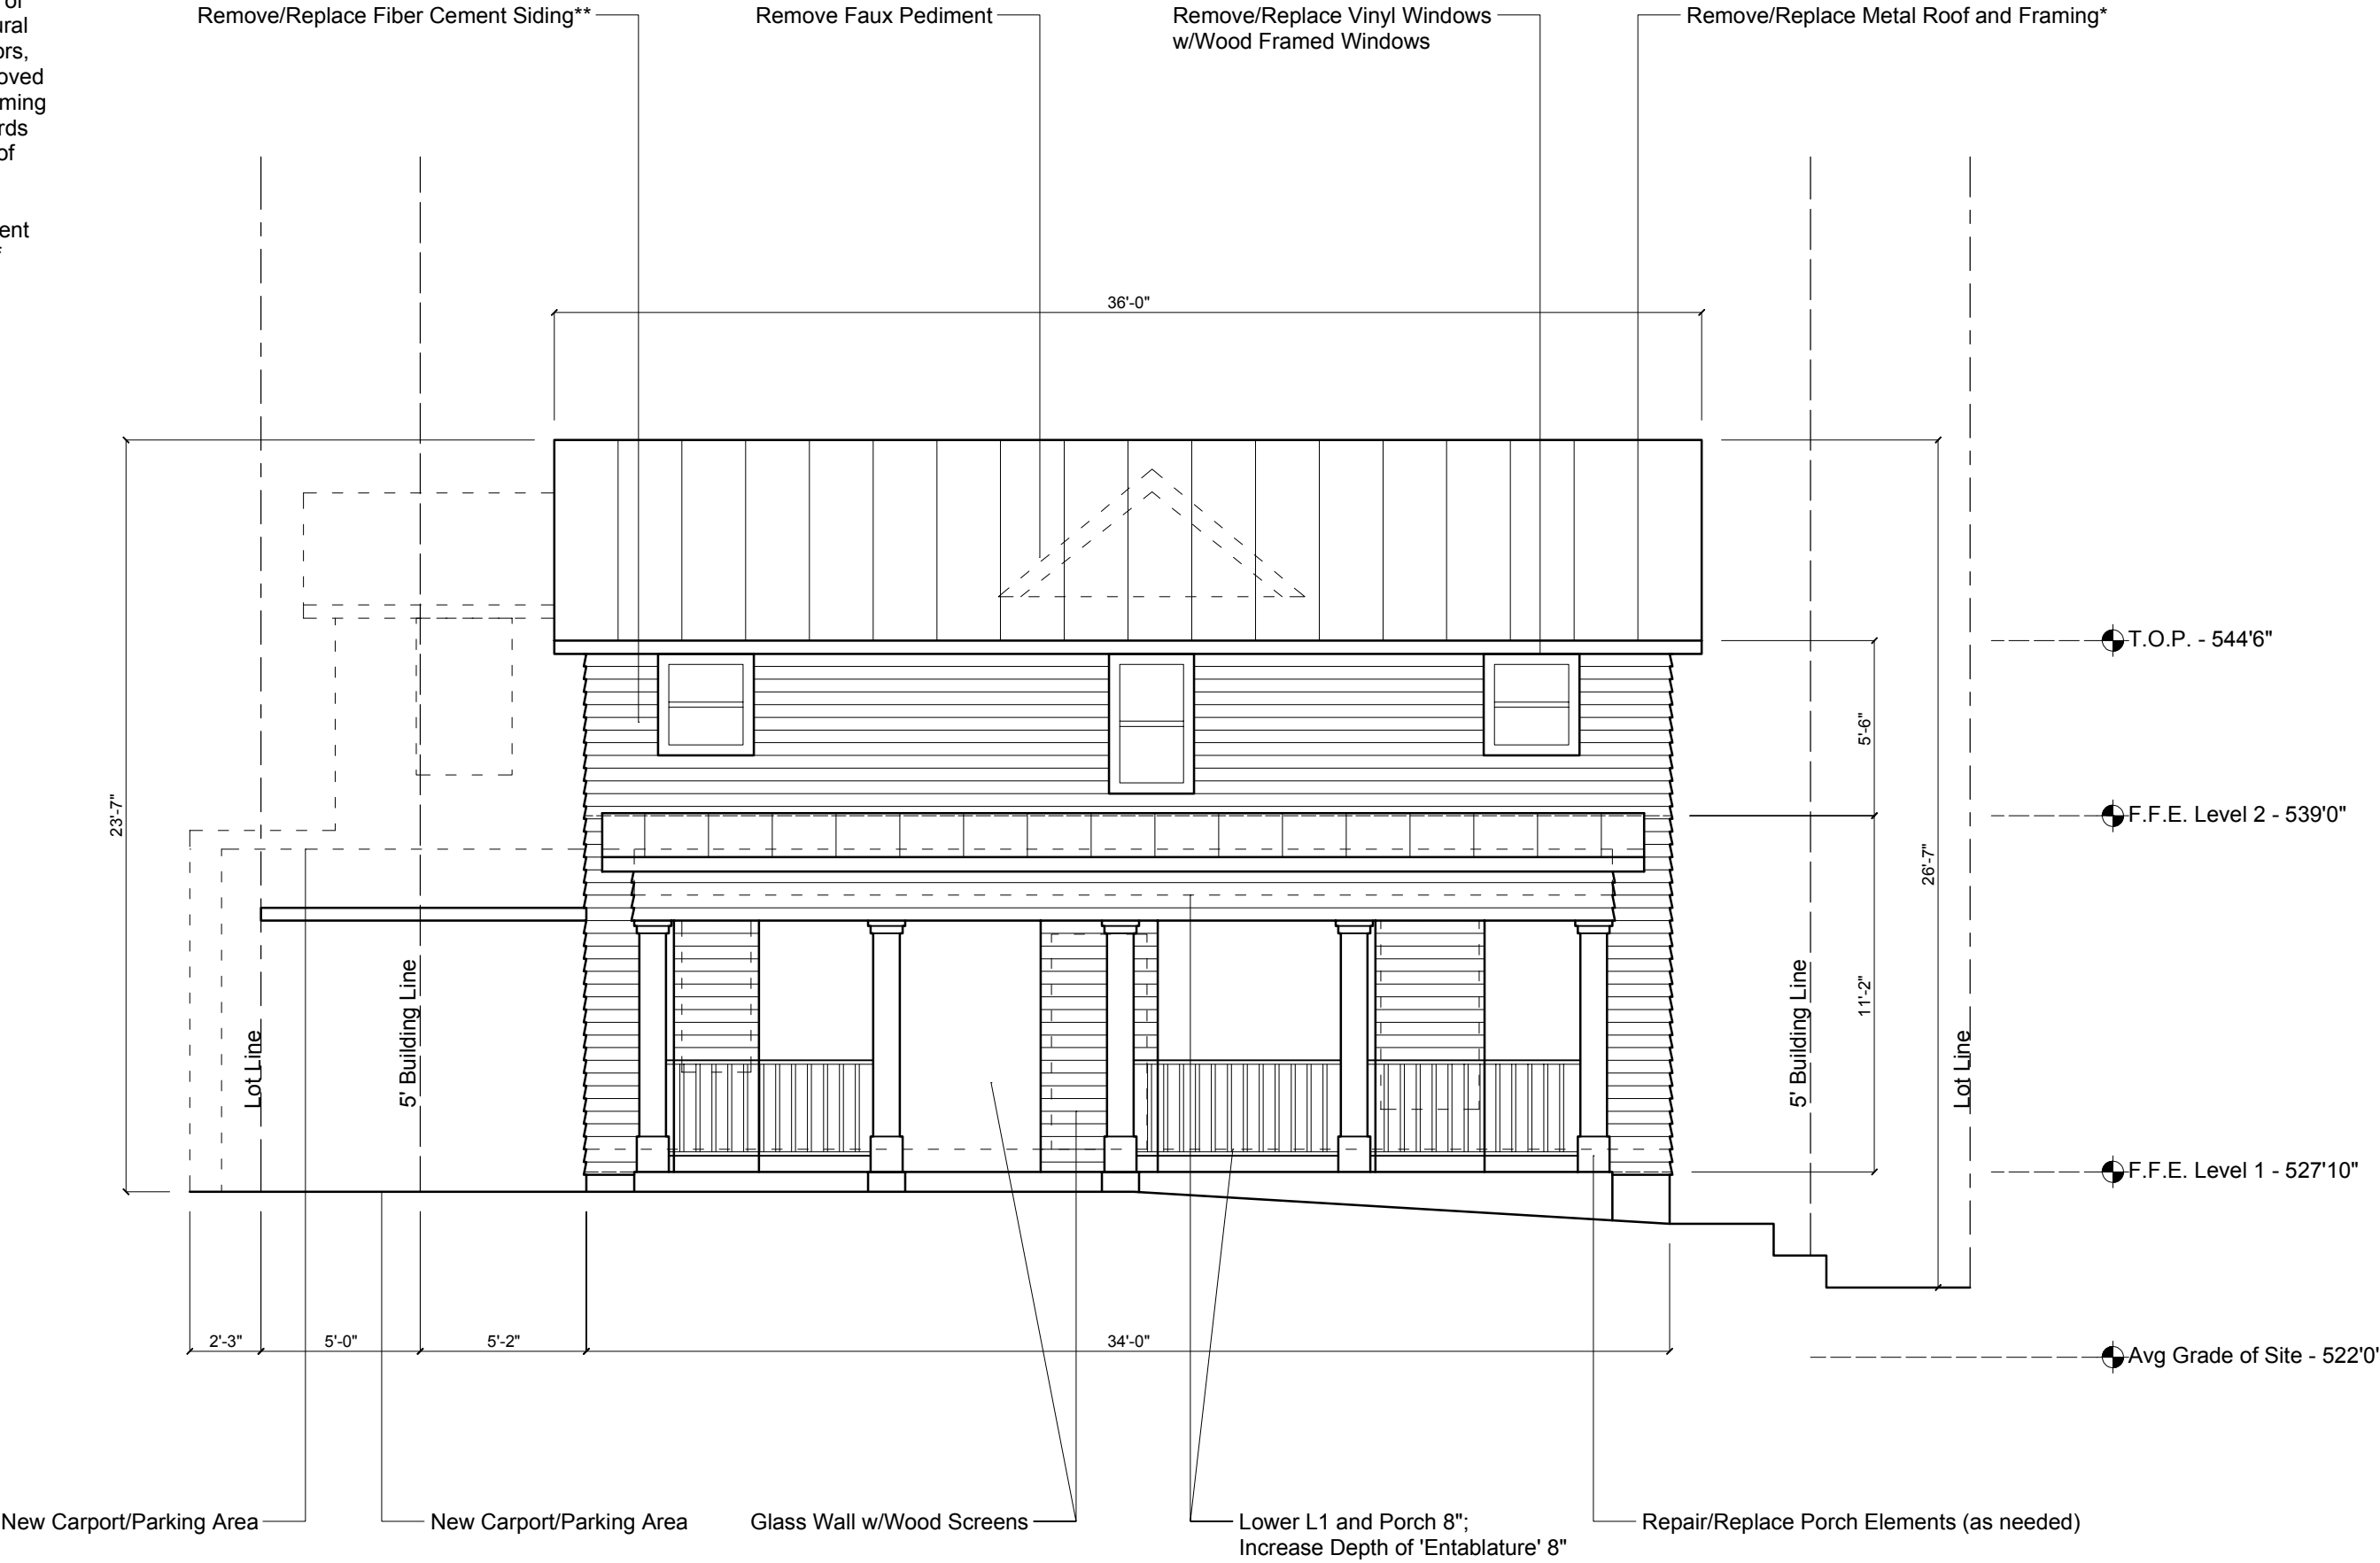 of
Remove/Replace Fiber Cement Siding**
Remove Faux Pediment
Remove/Replace Vinyl Windows
w/Wood Framed Windows
Remove/Replace Metal Roof and Framing*
36'-0"
T.O.P. - 544'6"
5'-6"
F.F.E. Level 2 - 539'0"
23'-7"
26'-7"
11'-2"
Lot Line
5' Building Line
5' Building Line
Lot Line
F.F.E. Level 1 - 527'10"
2'-3"
5'-0"
5'-2"
34'-0"
Avg Grade of Site - 522'0"
New Carport/Parking Area
New Carport/Parking Area
Glass Wall w/Wood Screens
Lower L1 and Porch 8";
Increase Depth of 'Entablature' 8"
Repair/Replace Porch Elements (as needed)